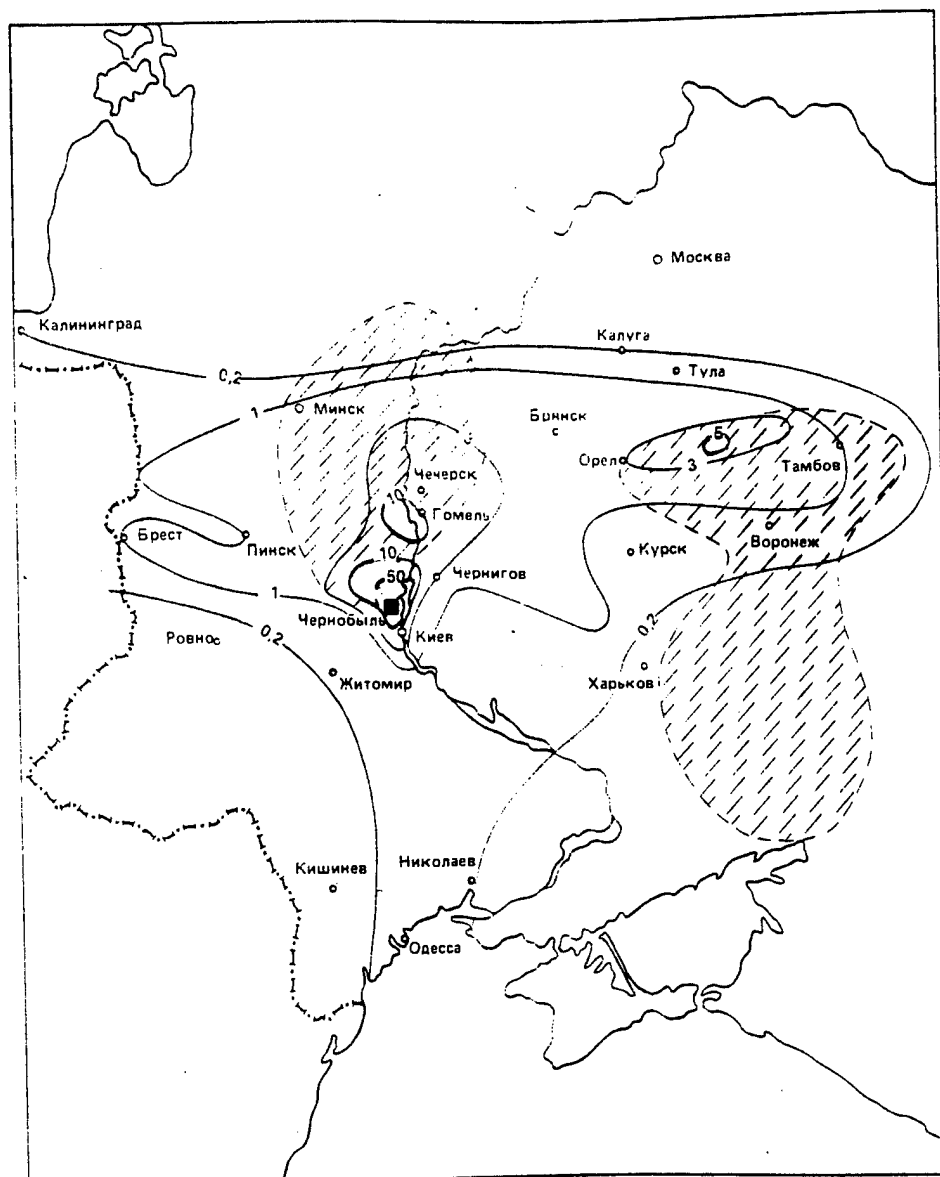 Москва
Калининград
Калуга
0,2
Тула
1
Минск
Брянск
5
Орел
3
Тамбов
Чечерск
10
Гомель
Воронеж
Брест
Пинск
Курск
10
50
Чернигов
1
Чернобыль
0,2
0,2
Киев
Ровно
Житомир
Харьков
Кишинев
Николаев
Одесса